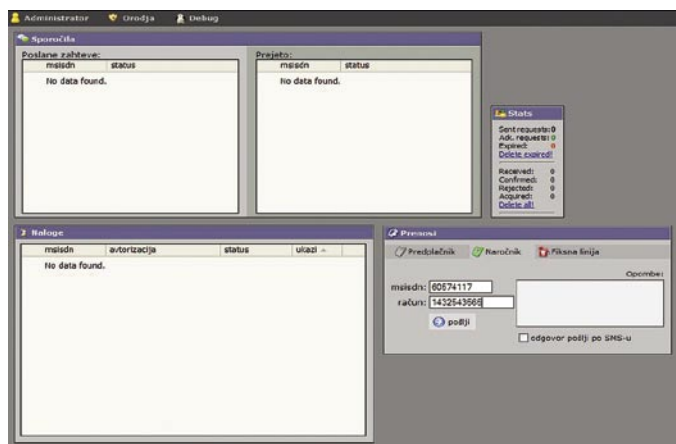 Administrator Orodja Debug
Sporočila
Poslane zahteve:
msisdn status
No data found.
Prejeto:
msisdn status
No data found.
Stats
Sent requests: 0
Ack. requests: 0
Expired: 0
Delete expired!
Received: 0
Confirmed: 0
Rejected: 0
Acquired: 0
Delete all!
Naloge
msisdn avtorizacija status ukazi
No data found.
Prenosi
Predplačnik Naročnik Fiksna linija
msisdn: 60574117
račun: 1432543565
pošlji
Opombe:
odgovor pošlji po SMS-u